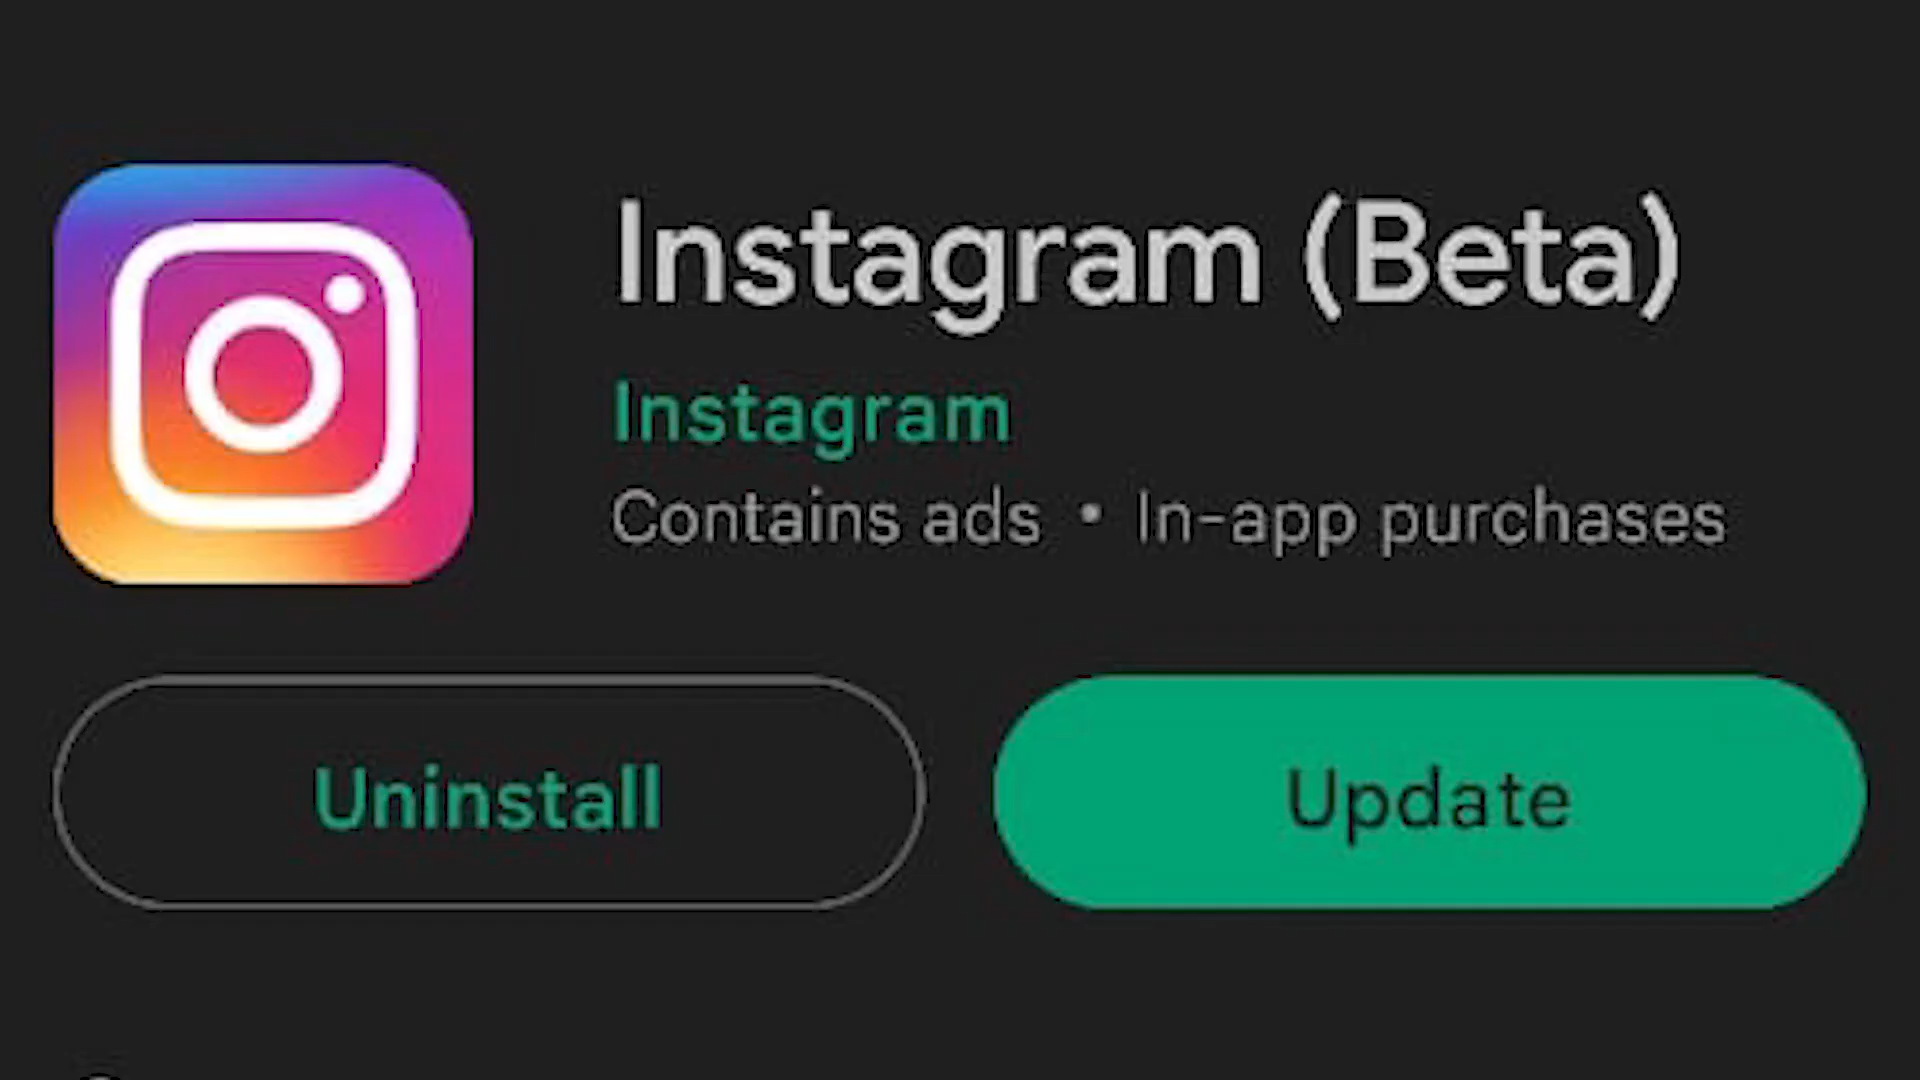 Instagram (Beta)
Instagram
Contains ads • In-app purchases
Uninstall
Update